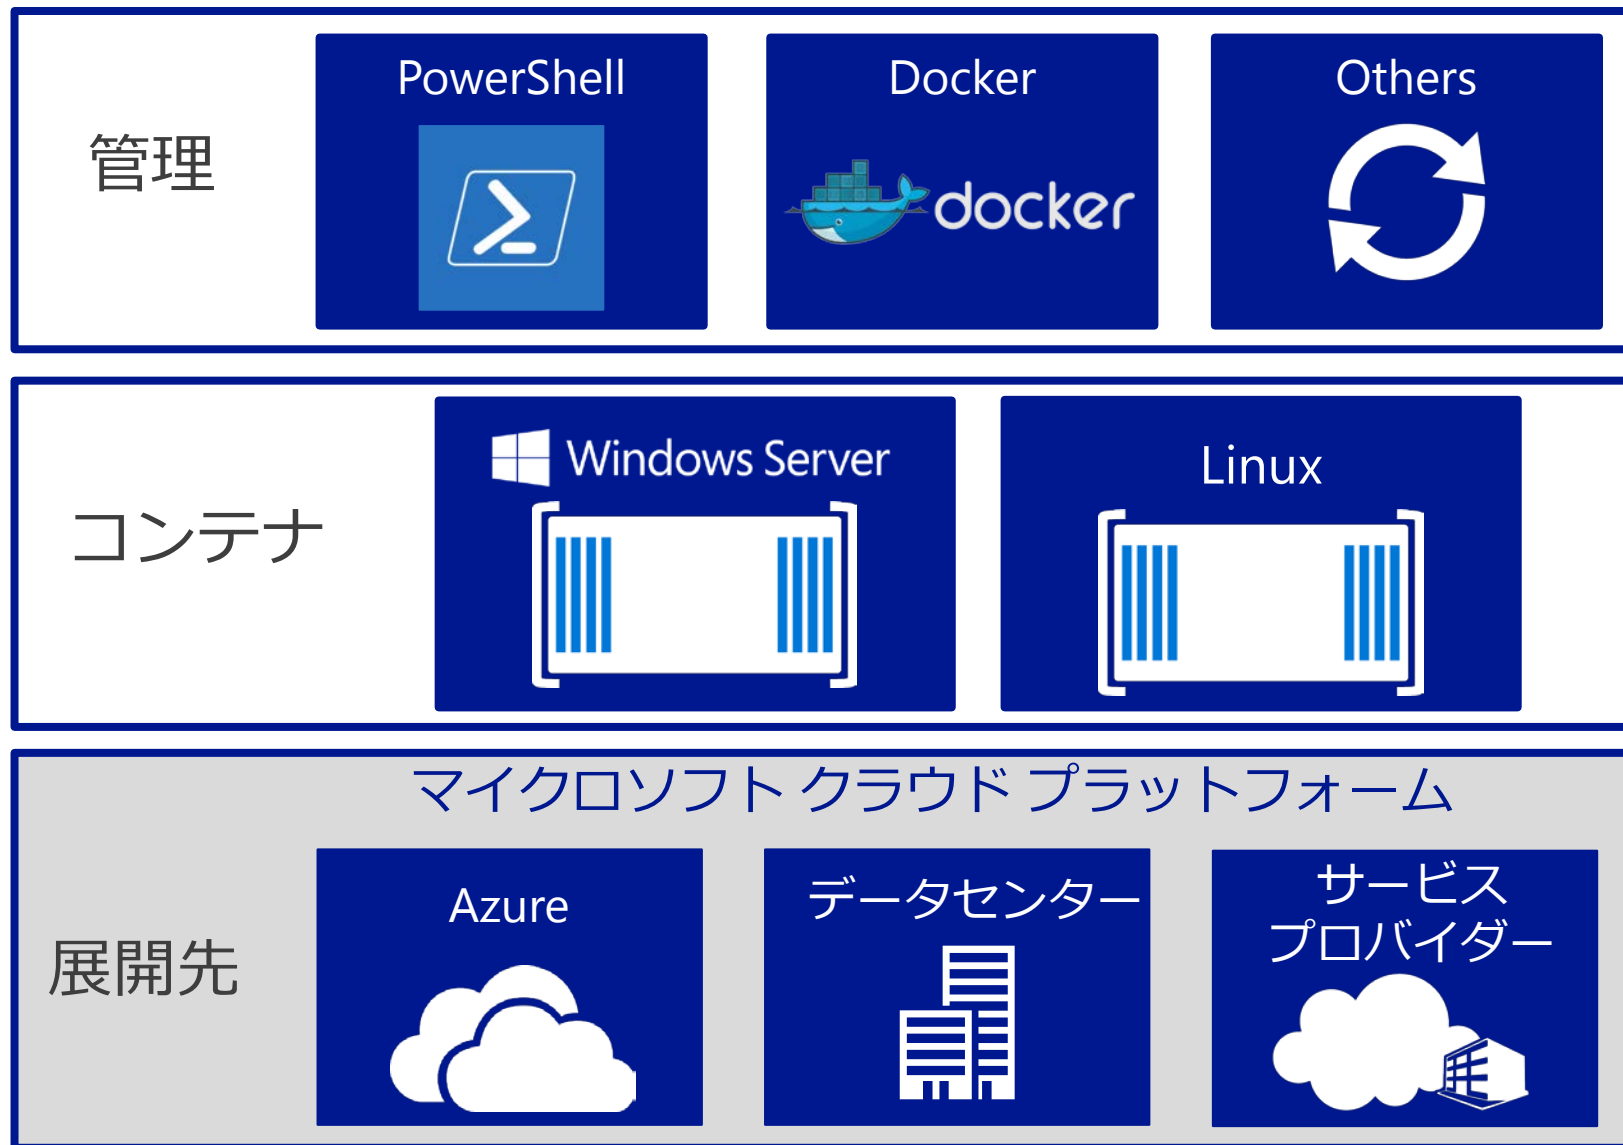 管理
PowerShell
Docker
docker
Others
コンテナ
Windows Server
Linux
マイクロソフト クラウド プラットフォーム
展開先
Azure
データセンター
サービス
プロバイダー